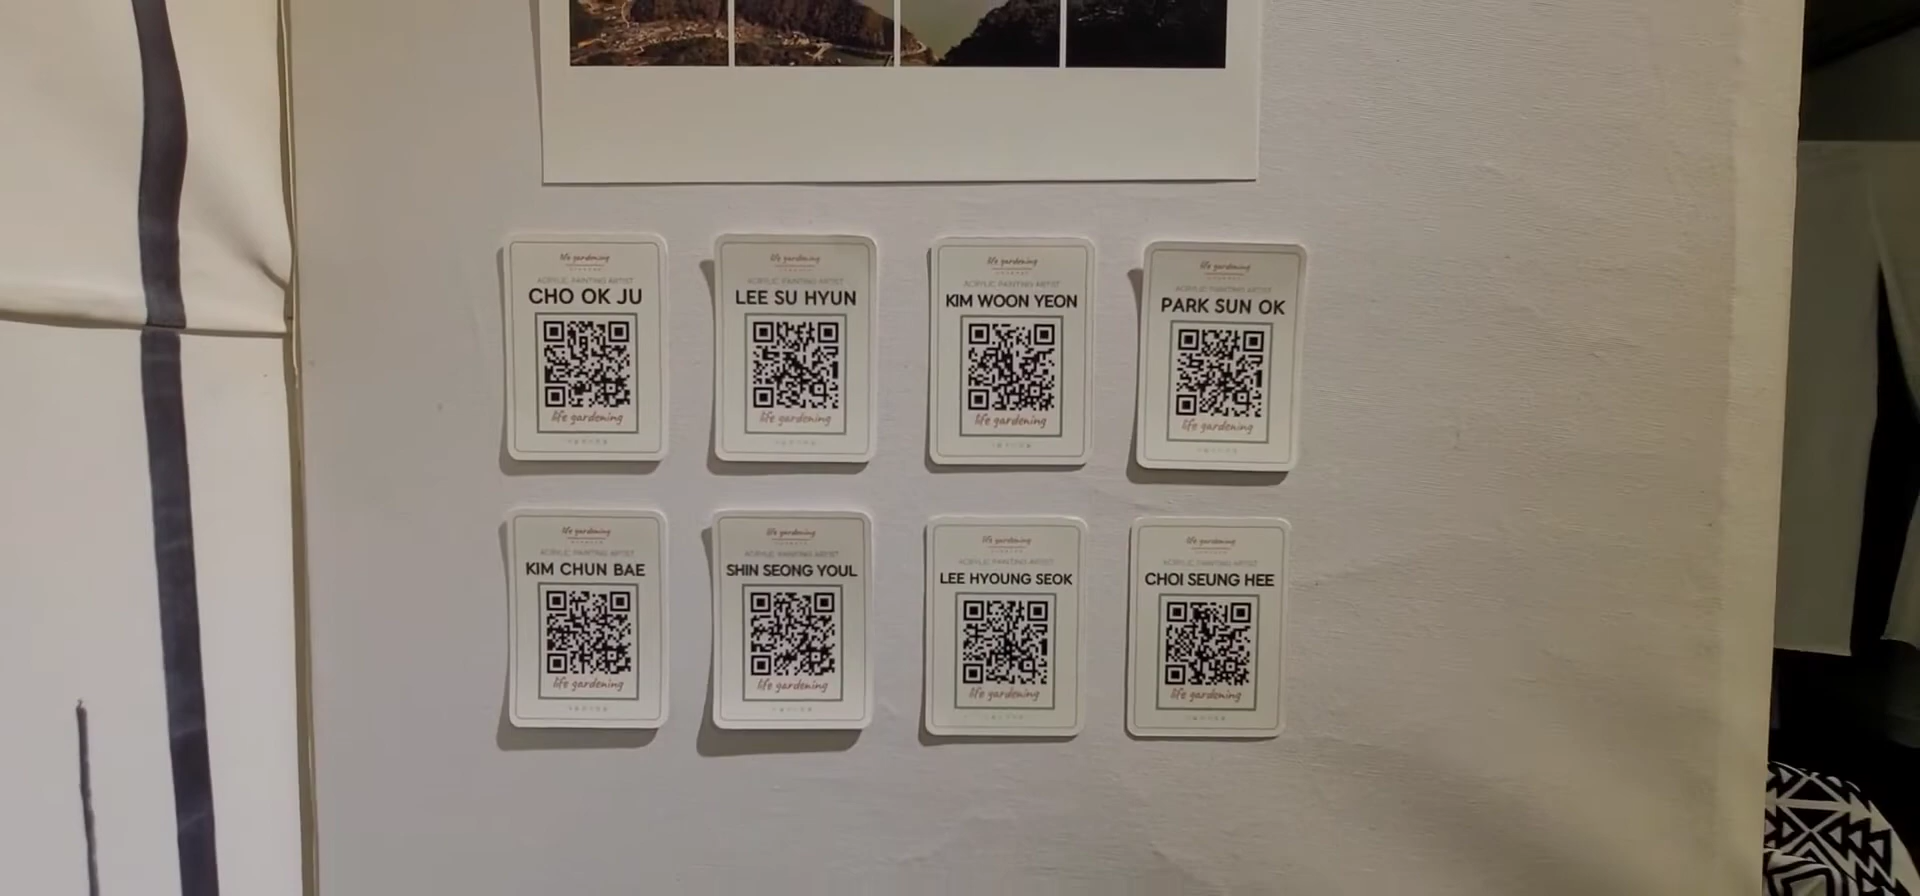 life gardening
ACRYLIC PAINTING ARTIST
CHO OK JU
life gardening
life gardening
ACRYLIC PAINTING ARTIST
LEE SU HYUN
life gardening
life gardening
ACRYLIC PAINTING ARTIST
KIM WOON YEON
life gardening
life gardening
ACRYLIC PAINTING ARTIST
PARK SUN OK
life gardening
life gardening
ACRYLIC PAINTING ARTIST
KIM CHUN BAE
life gardening
life gardening
ACRYLIC PAINTING ARTIST
SHIN SEONG YOUL
life gardening
life gardening
ACRYLIC PAINTING ARTIST
LEE HYOUNG SEOK
life gardening
life gardening
ACRYLIC PAINTING ARTIST
CHOI SEUNG HEE
life gardening